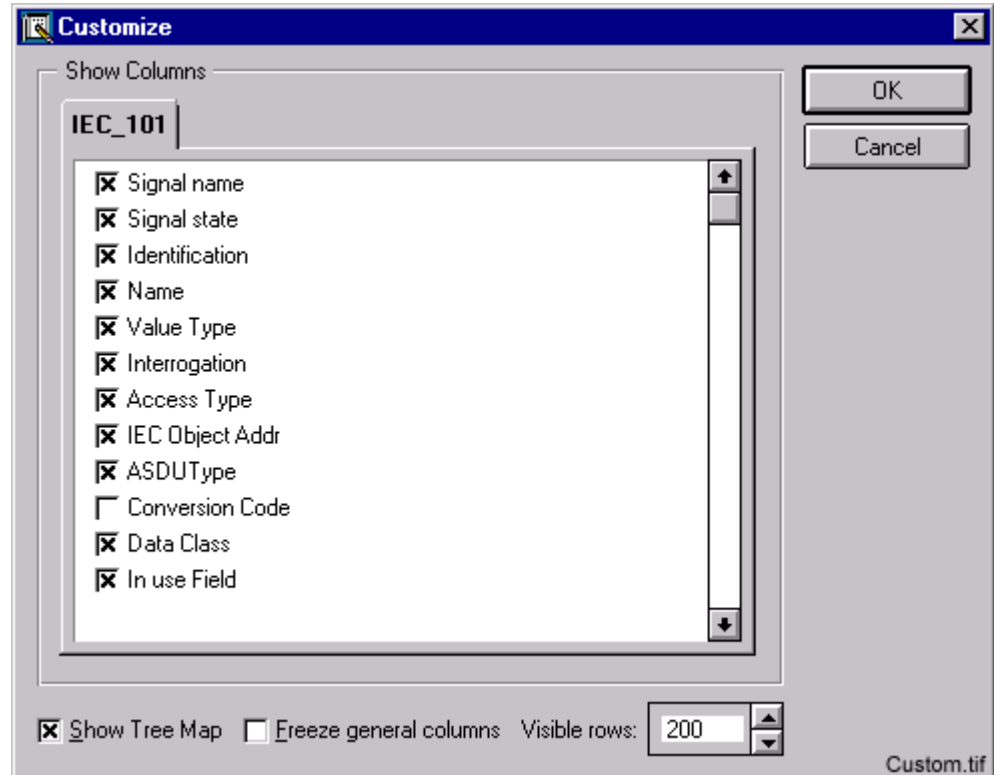 Customize
Show Columns
OK
IEC_101
Cancel
Signal name
Signal state
Identification
Name
Value Type
Interrogation
Access Type
IEC Object Addr
ASDUType
Conversion Code
Data Class
In use Field
Show Tree Map Freeze general columns Visible rows: 200
Custom.tif